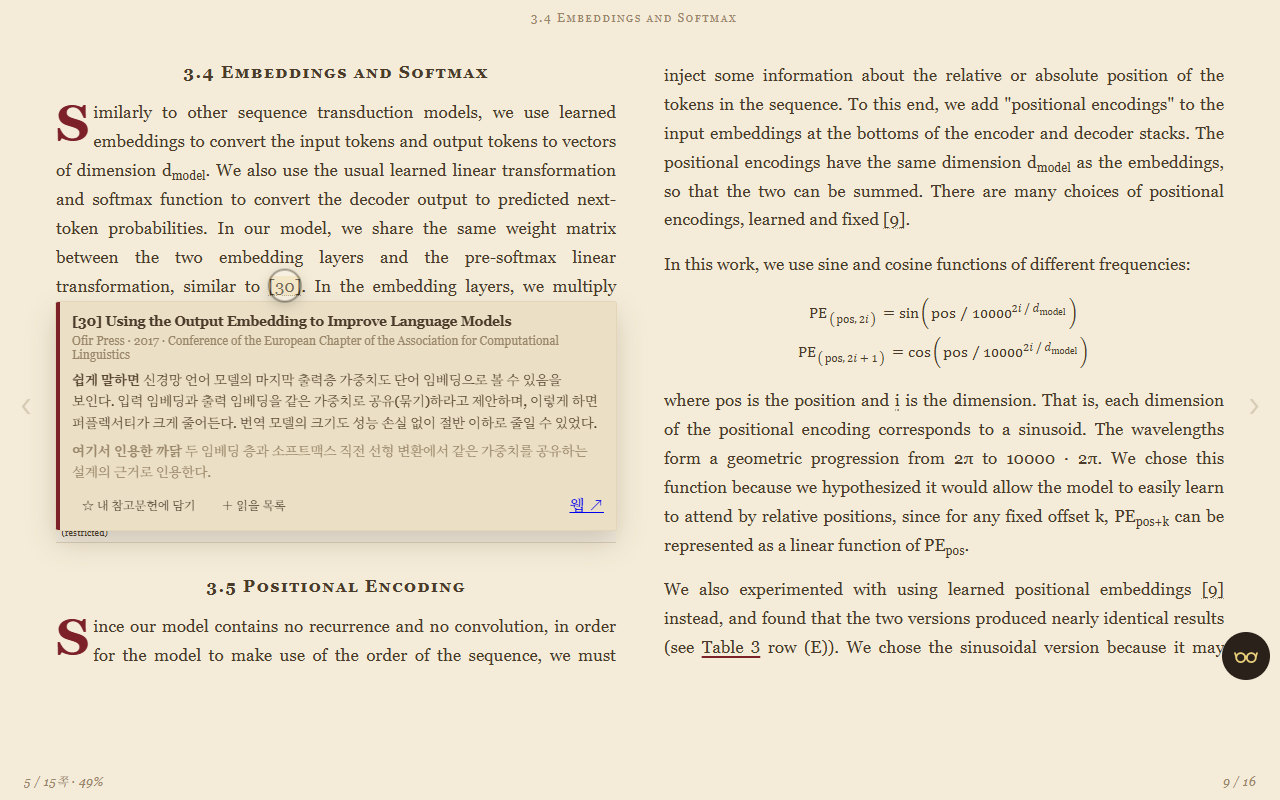 3.4 Embeddings and Softmax
3.4 Embeddings and Softmax
Similarly to other sequence transduction models, we use learned
embeddings to convert the input tokens and output tokens to vectors
of dimension dmodel. We also use the usual learned linear transformation
and softmax function to convert the decoder output to predicted next-
token probabilities. In our model, we share the same weight matrix
between the two embedding layers and the pre-softmax linear
transformation, similar to [30]. In the embedding layers, we multiply
[30] Using the Output Embedding to Improve Language Models
Ofir Press · 2017 · Conference of the European Chapter of the Association for Computational
Linguistics
쉽게 말하면 신경망 언어 모델의 마지막 출력층 가중치도 단어 임베딩으로 볼 수 있음을
보인다. 입력 임베딩과 출력 임베딩을 같은 가중치로 공유(묶기)하라고 제안하며, 이렇게 하면
퍼플렉서티가 크게 줄어든다. 번역 모델의 크기도 성능 손실 없이 절반 이하로 줄일 수 있었다.
여기서 인용한 까닭 두 임베딩 층과 소프트맥스 직전 선형 변환에서 같은 가중치를 공유하는
설계의 근거로 인용한다.
☆ 내 참고문헌에 담기 + 읽을 목록 웹 ↗
(restricted)
3.5 Positional Encoding
Since our model contains no recurrence and no convolution, in order
for the model to make use of the order of the sequence, we must
inject some information about the relative or absolute position of the
tokens in the sequence. To this end, we add "positional encodings" to the
input embeddings at the bottoms of the encoder and decoder stacks. The
positional encodings have the same dimension dmodel as the embeddings,
so that the two can be summed. There are many choices of positional
encodings, learned and fixed [9].
In this work, we use sine and cosine functions of different frequencies:
PE(pos, 2i) = sin(pos / 10000^2i / dmodel)
PE(pos, 2i + 1) = cos(pos / 10000^2i / dmodel)
where pos is the position and i is the dimension. That is, each dimension
of the positional encoding corresponds to a sinusoid. The wavelengths
form a geometric progression from 2π to 10000 · 2π. We chose this
function because we hypothesized it would allow the model to easily learn
to attend by relative positions, since for any fixed offset k, PEpos+k can be
represented as a linear function of PEpos.
We also experimented with using learned positional embeddings [9]
instead, and found that the two versions produced nearly identical results
(see Table 3 row (E)). We chose the sinusoidal version because it may
5 / 15쪽 · 49%
9 / 16